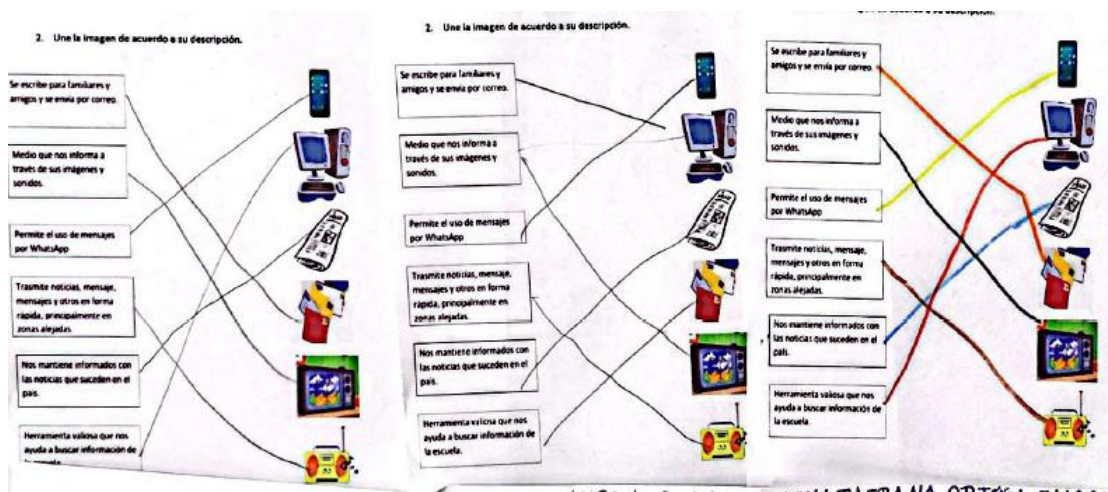 2. Une la imagen de acuerdo a su descripción.
Se escribe para familiares y
amigos y se envía por correo.
Medio que nos informa a
través de sus imágenes y
sonidos.
Permite el uso de mensajes
por WhatsApp
Trasmite noticias, mensaje,
mensajes y otros en forma
rápida, principalmente en
zonas alejadas.
Nos mantiene informados con
las noticias que suceden en el
país.
Herramienta valiosa que nos
ayuda a buscar información de
la escuela.
2. Une la imagen de acuerdo a su descripción.
Se escribe para familiares y
amigos y se envía por correo.
Medio que nos informa a
través de sus imágenes y
sonidos.
Permite el uso de mensajes
por WhatsApp
Trasmite noticias, mensaje,
mensajes y otros en forma
rápida, principalmente en
zonas alejadas.
Nos mantiene informados con
las noticias que suceden en el
país.
Herramienta valiosa que nos
ayuda a buscar información de
la escuela.
descripción.
Se escribe para familiares y
amigos y se envía por correo.
Medio que nos informa a
través de sus imágenes y
sonidos.
Permite el uso de mensajes
por WhatsApp
Trasmite noticias, mensaje,
mensajes y otros en forma
rápida, principalmente en
zonas alejadas.
Nos mantiene informados con
las noticias que suceden en el
país.
Herramienta valiosa que nos
ayuda a buscar información de
la escuela.